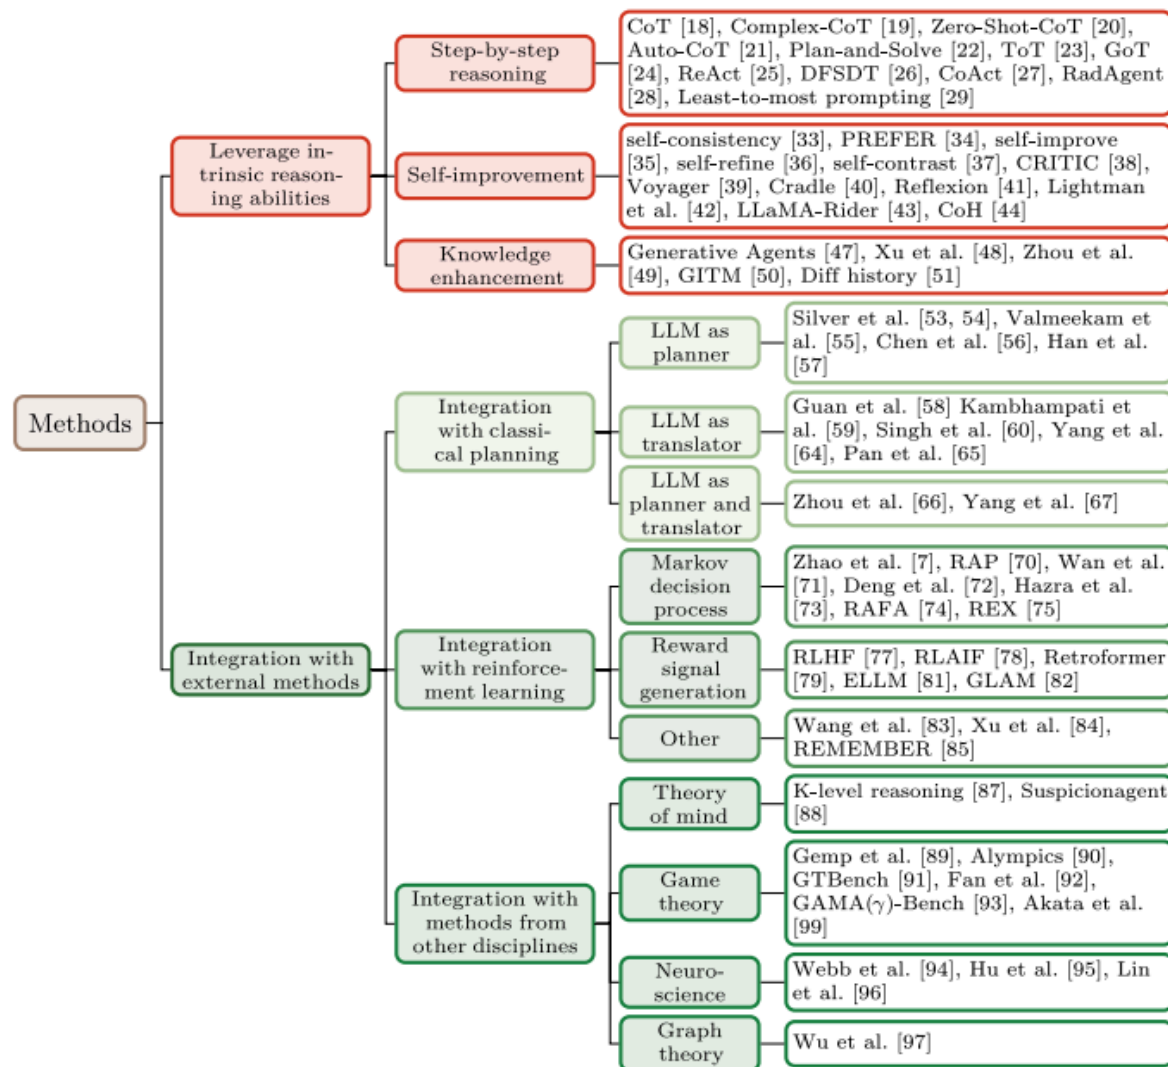 Methods
Leverage in-
trinsic reason-
ing abilities
Step-by-step
reasoning
CoT [18], Complex-CoT [19], Zero-Shot-CoT [20],
Auto-CoT [21], Plan-and-Solve [22], ToT [23], GoT
[24], ReAct [25], DFSDT [26], CoAct [27], RadAgent
[28], Least-to-most prompting [29]
Self-improvement
self-consistency [33], PREFER [34], self-improve
[35], self-refine [36], self-contrast [37], CRITIC [38],
Voyager [39], Cradle [40], Reflexion [41], Lightman
et al. [42], LLaMA-Rider [43], CoH [44]
Knowledge
enhancement
Generative Agents [47], Xu et al. [48], Zhou et al.
[49], GITM [50], Diff history [51]
Integration with
external methods
Integration
with classi-
cal planning
LLM as
planner
Silver et al. [53, 54], Valmeekam et
al. [55], Chen et al. [56], Han et al.
[57]
LLM as
translator
Guan et al. [58] Kambhampati et
al. [59], Singh et al. [60], Yang et al.
[64], Pan et al. [65]
LLM as
planner and
translator
Zhou et al. [66], Yang et al. [67]
Integration
with reinforce-
ment learning
Markov
decision
process
Zhao et al. [7], RAP [70], Wan et al.
[71], Deng et al. [72], Hazra et al.
[73], RAFA [74], REX [75]
Reward
signal
generation
RLHF [77], RLAIF [78], Retroformer
[79], ELLM [81], GLAM [82]
Other
Wang et al. [83], Xu et al. [84],
REMEMBER [85]
Integration with
methods from
other disciplines
Theory
of mind
K-level reasoning [87], Suspicionagent
[88]
Game
theory
Gemp et al. [89], Alympics [90],
GTBench [91], Fan et al. [92],
GAMA(γ)-Bench [93], Akata et al.
[99]
Neuro-
science
Webb et al. [94], Hu et al. [95], Lin
et al. [96]
Graph
theory
Wu et al. [97]